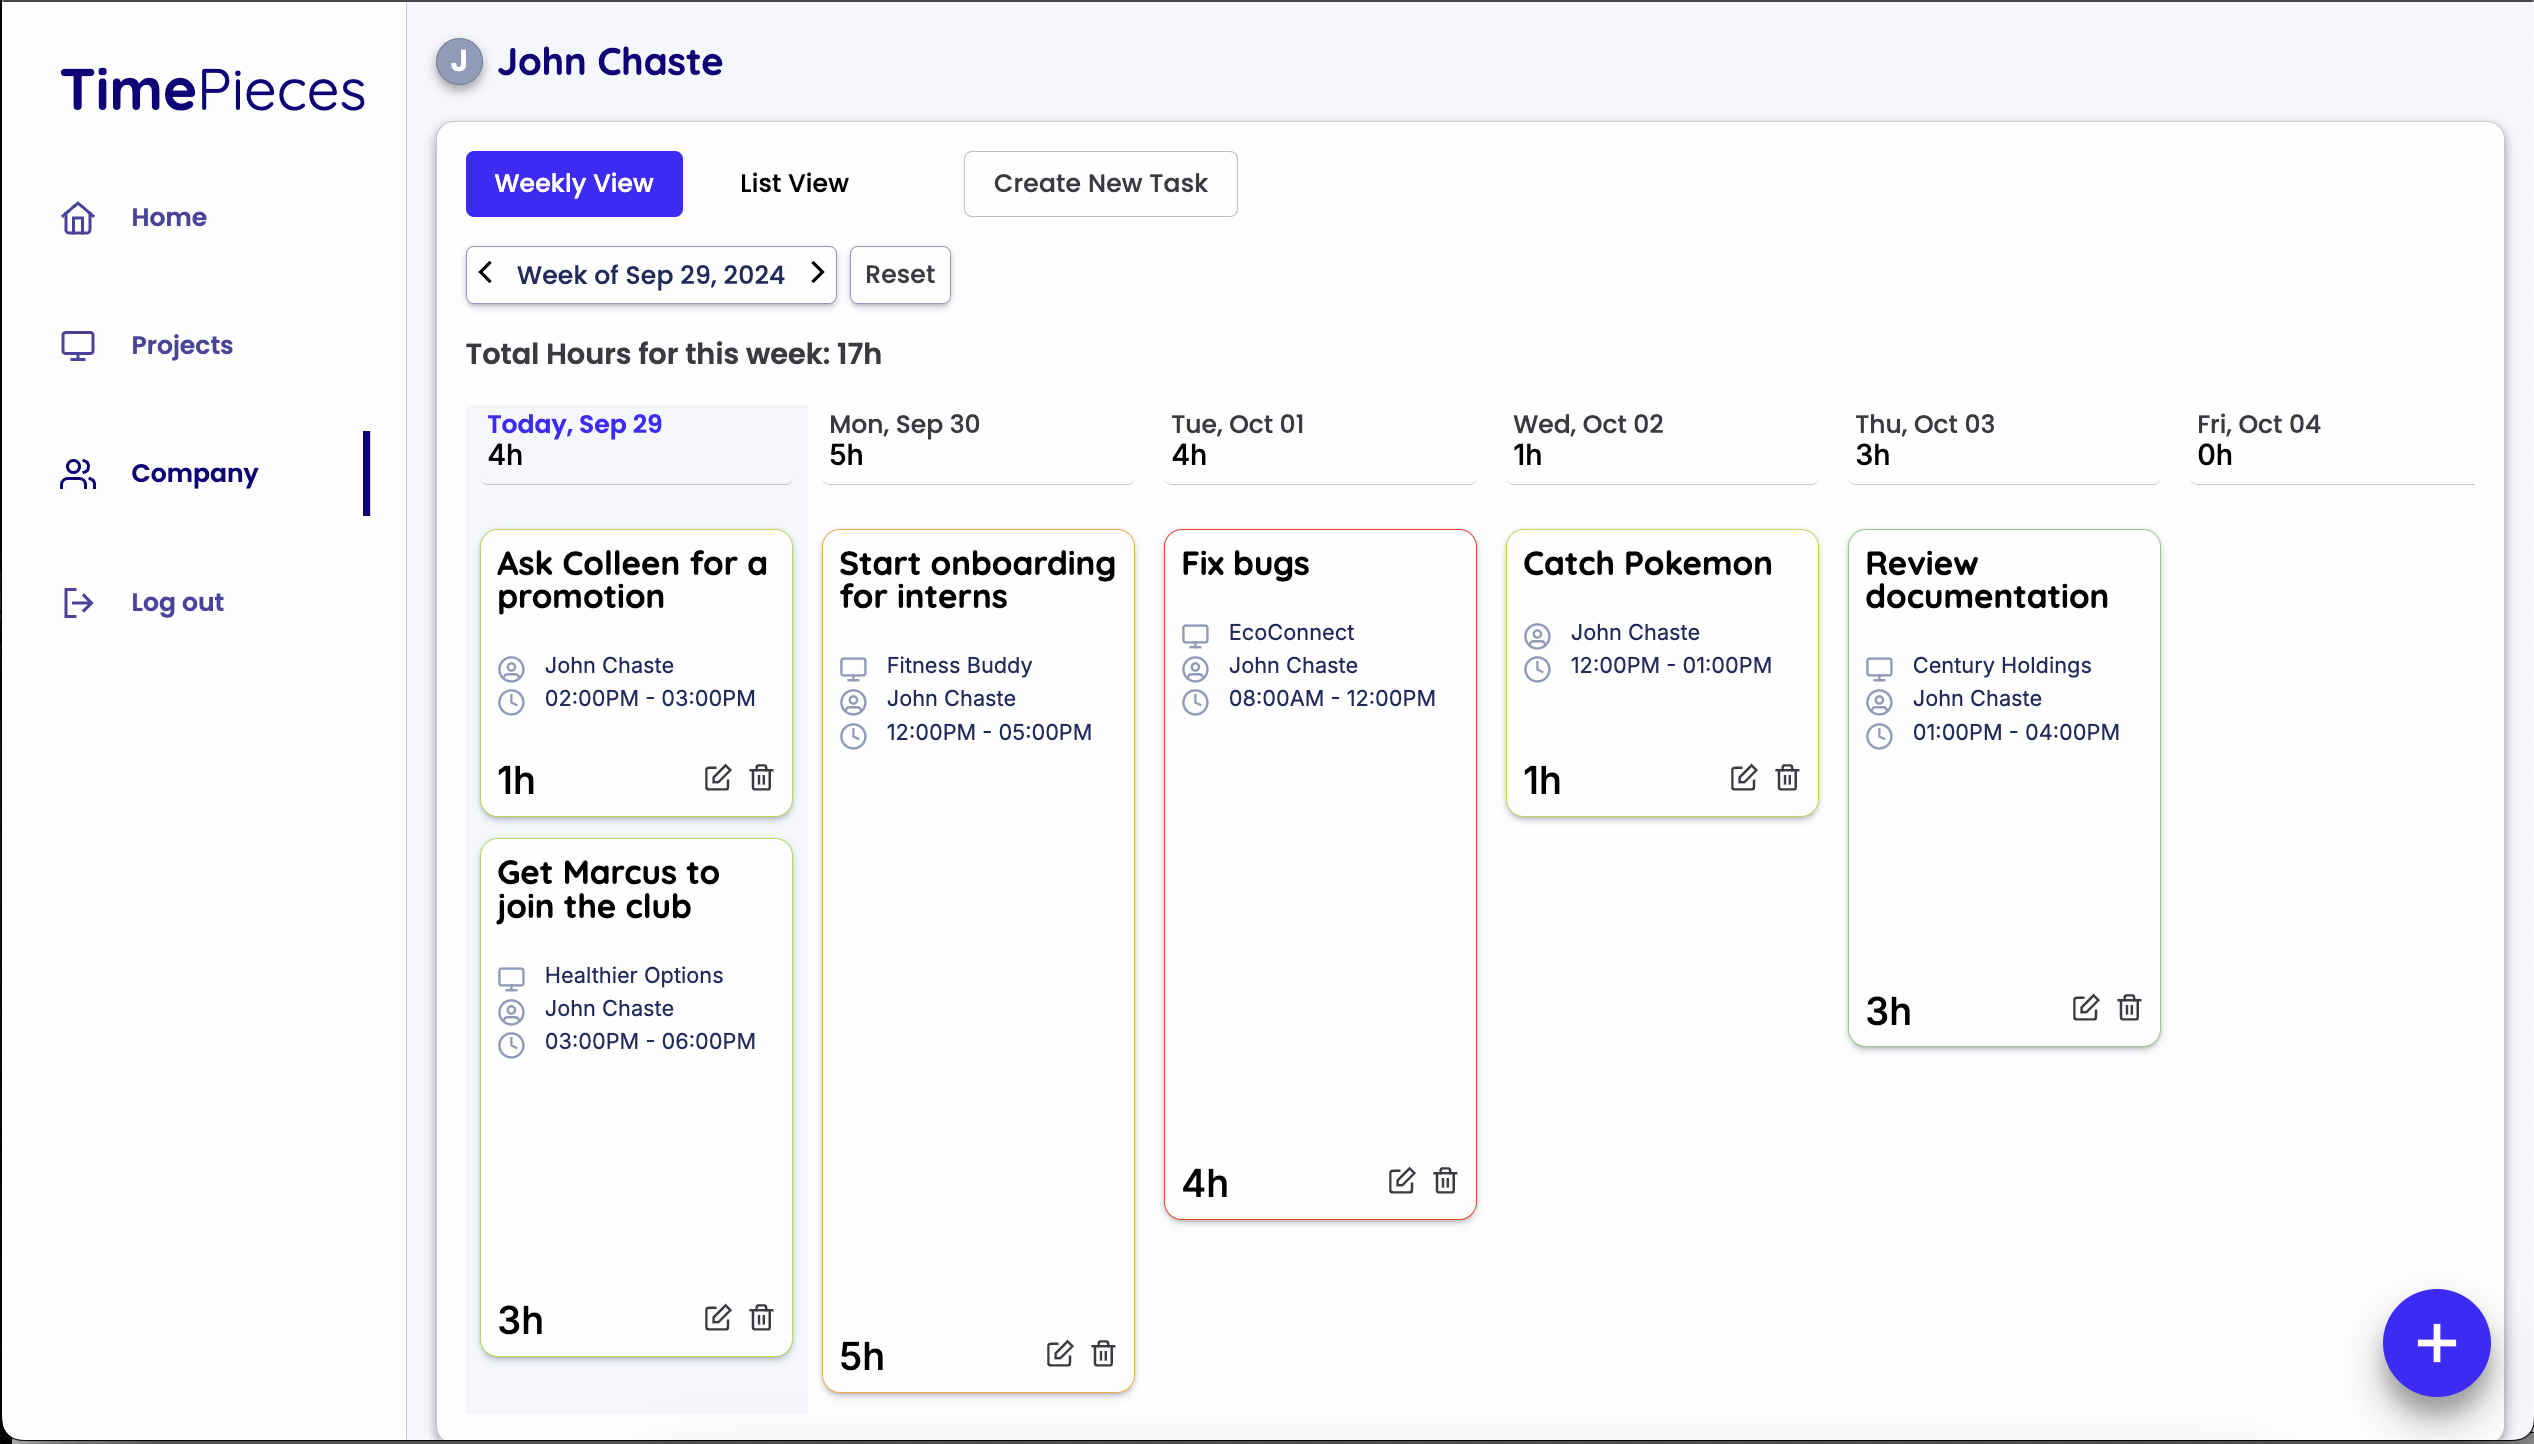 TimePieces
Home
Projects
Company
Log out
J John Chaste
Weekly View List View Create New Task
Week of Sep 29, 2024 Reset
Total Hours for this week: 17h
Today, Sep 29
4h
Ask Colleen for a
promotion
John Chaste
02:00PM - 03:00PM
1h
Get Marcus to
join the club
Healthier Options
John Chaste
03:00PM - 06:00PM
3h
Mon, Sep 30
5h
Start onboarding
for interns
Fitness Buddy
John Chaste
12:00PM - 05:00PM
5h
Tue, Oct 01
4h
Fix bugs
EcoConnect
John Chaste
08:00AM - 12:00PM
4h
Wed, Oct 02
1h
Catch Pokemon
John Chaste
12:00PM - 01:00PM
1h
Thu, Oct 03
3h
Review
documentation
Century Holdings
John Chaste
01:00PM - 04:00PM
3h
Fri, Oct 04
0h